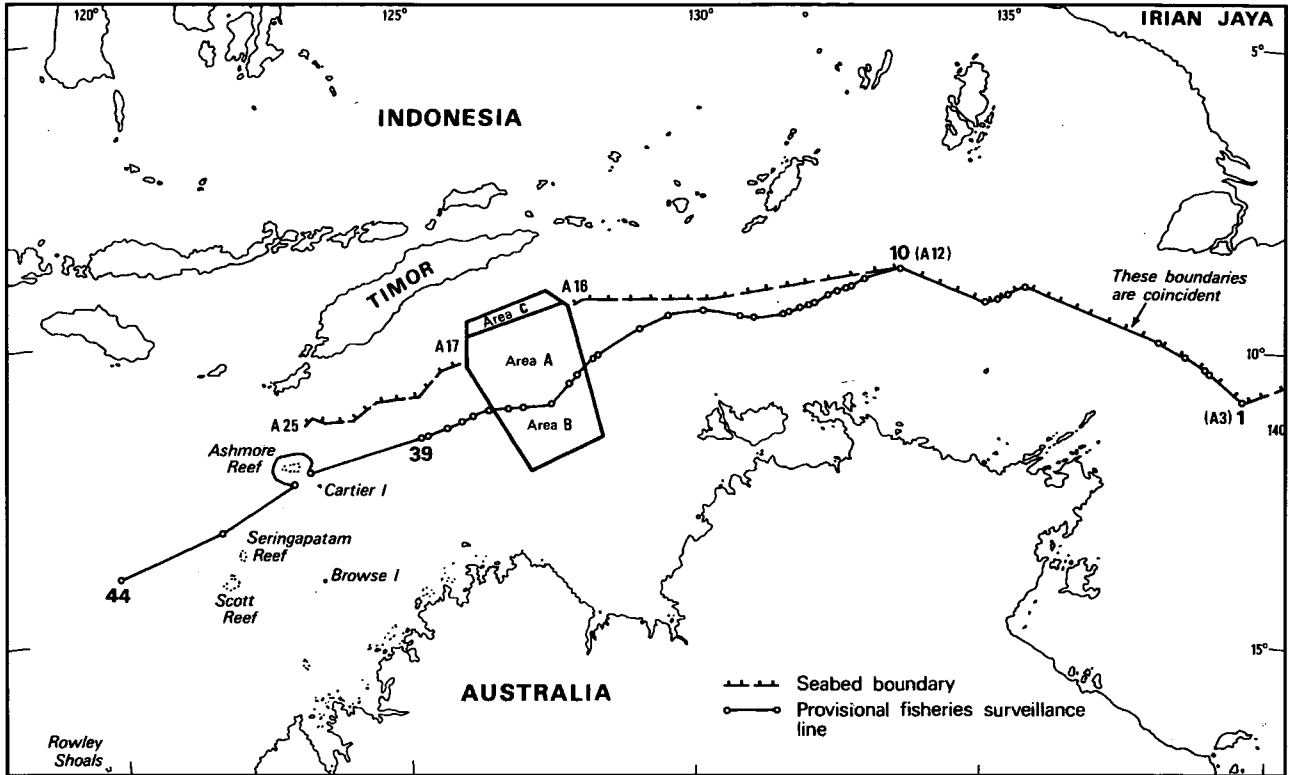 120°
125°
130°
135°
IRIAN JAYA
5°
INDONESIA
TIMOR
A 16
10 (A12)
These boundaries
are coincident
Area C
A17
Area A
10°
A 25
Area B
(A3) 1
140
39
Ashmore
Reef
Cartier I
Seringapatam
Reef
Browse I
44
Scott
Reef
15°
AUSTRALIA
Seabed boundary
Provisional fisheries surveillance
line
Rowley
Shoals